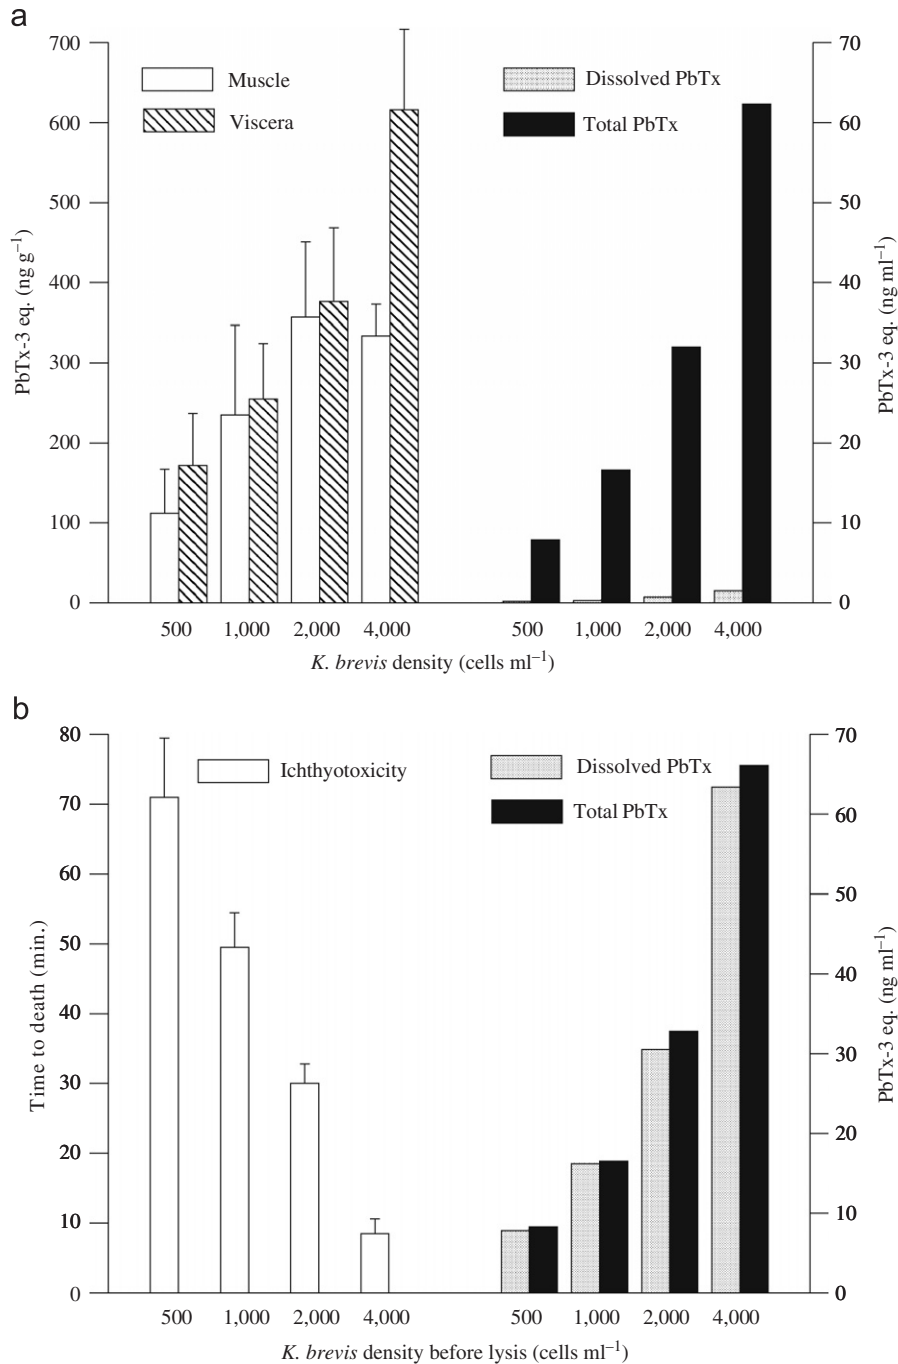 a
700
600
500
400
300
200
100
0
PbTx-3 eq. (ng g⁻¹)
Muscle
Viscera
Dissolved PbTx
Total PbTx
70
60
50
40
30
20
10
0
PbTx-3 eq. (ng ml⁻¹)
500 1,000 2,000 4,000 500 1,000 2,000 4,000
K. brevis density (cells ml⁻¹)
b
80
70
60
50
40
30
20
10
0
Time to death (min.)
Ichthyotoxicity
Dissolved PbTx
Total PbTx
70
60
50
40
30
20
10
0
PbTx-3 eq. (ng ml⁻¹)
500 1,000 2,000 4,000 500 1,000 2,000 4,000
K. brevis density before lysis (cells ml⁻¹)